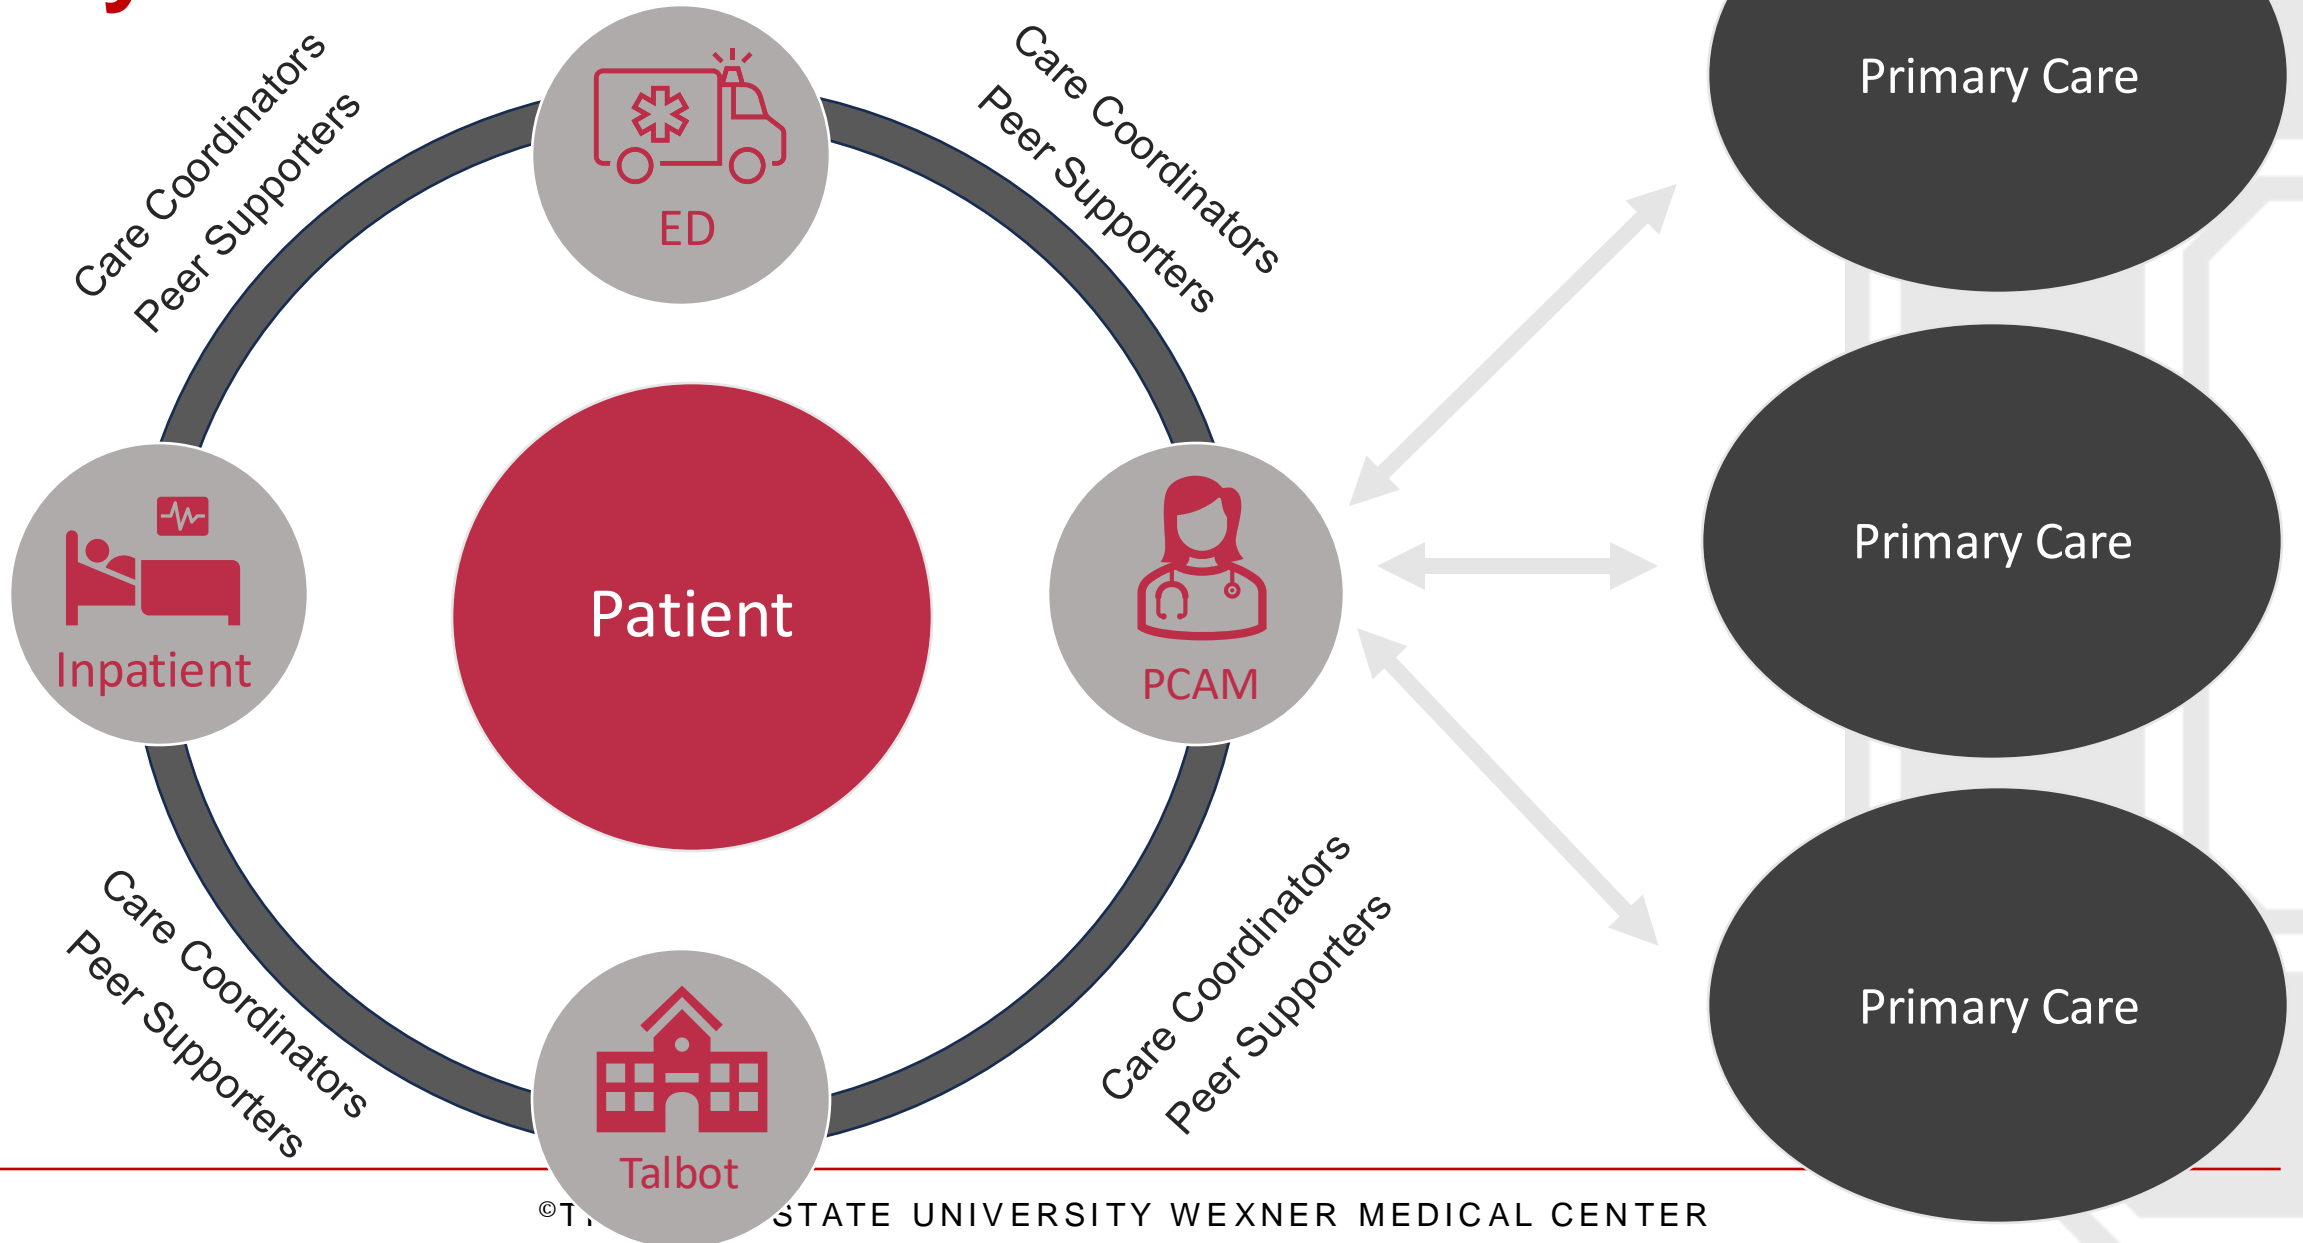 Care Coordinators
Peer Supporters
ED
Care Coordinators
Peer Supporters
Primary Care
Inpatient
Patient
PCAM
Primary Care
Care Coordinators
Peer Supporters
Talbot
Care Coordinators
Peer Supporters
Primary Care
© STATE UNIVERSITY WEXNER MEDICAL CENTER